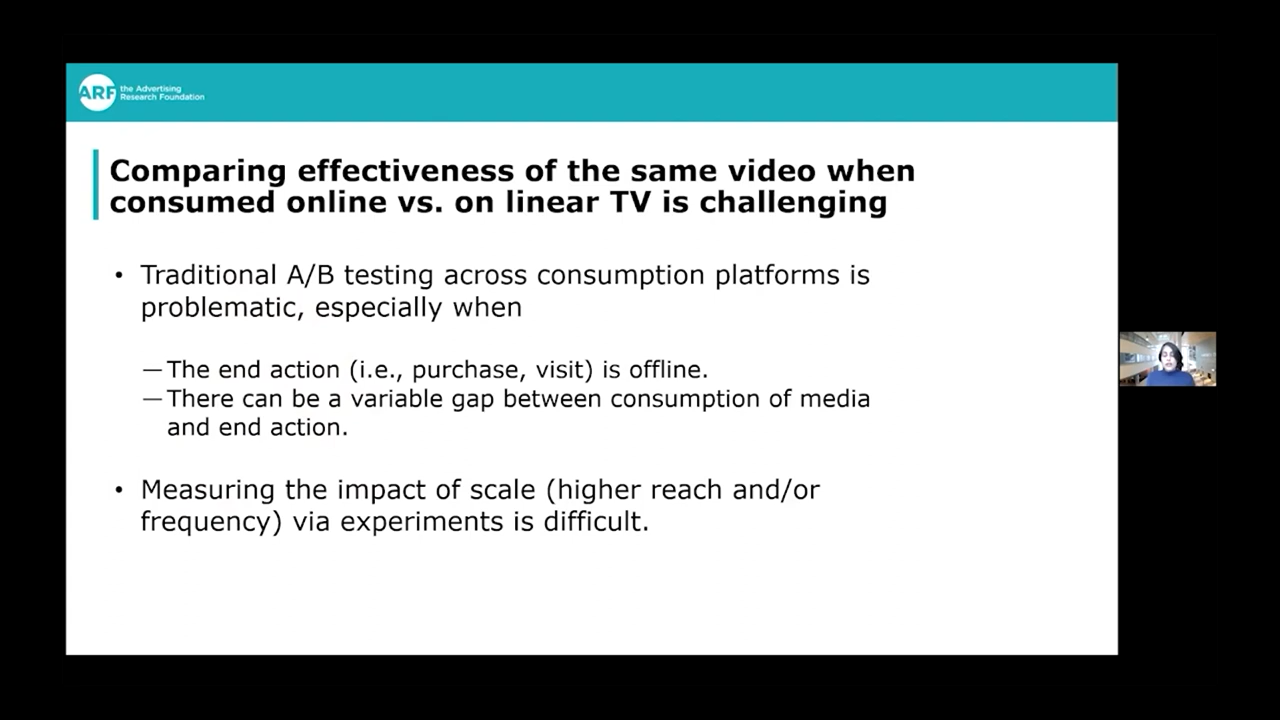 ARF the Advertising
Research Foundation
Comparing effectiveness of the same video when
consumed online vs. on linear TV is challenging
• Traditional A/B testing across consumption platforms is
problematic, especially when
—The end action (i.e., purchase, visit) is offline.
—There can be a variable gap between consumption of media
and end action.
• Measuring the impact of scale (higher reach and/or
frequency) via experiments is difficult.